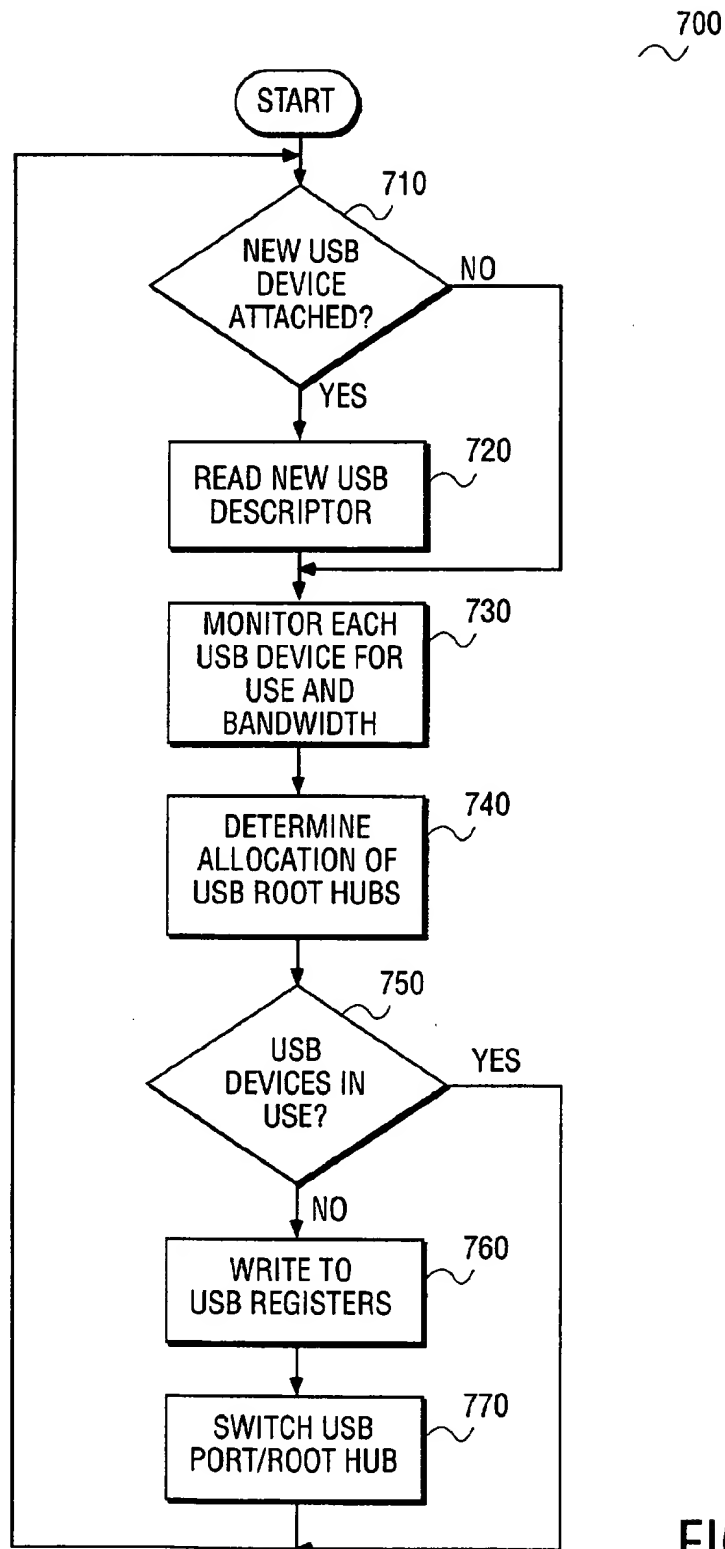 700
START
710
NEW USB
DEVICE
ATTACHED?
NO
YES
720
READ NEW USB
DESCRIPTOR
730
MONITOR EACH
USB DEVICE FOR
USE AND
BANDWIDTH
740
DETERMINE
ALLOCATION OF
USB ROOT HUBS
750
USB
DEVICES IN
USE?
YES
NO
760
WRITE TO
USB REGISTERS
770
SWITCH USB
PORT/ROOT HUB